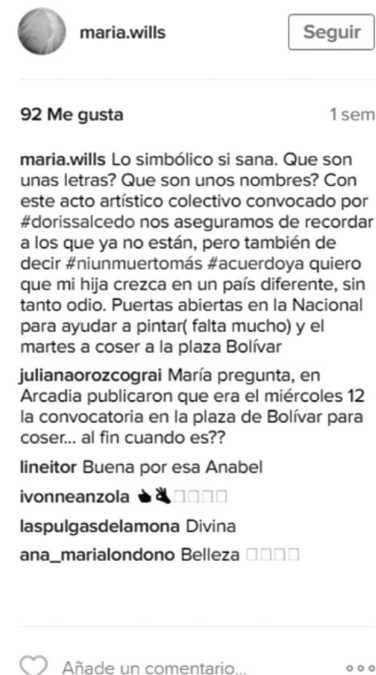 maria.wills
Seguir
92 Me gusta
1 sem
maria.wills Lo simbólico si sana. Que son
unas letras? Que son unos nombres? Con
este acto artístico colectivo convocado por
#dorissalcedo nos aseguramos de recordar
a los que ya no están, pero también de
decir #niunmuertomás #acuerdoya quiero
que mi hija crezca en un país diferente, sin
tanto odio. Puertas abiertas en la Nacional
para ayudar a pintar( falta mucho) y el
martes a coser a la plaza Bolívar
julianaorozcograi María pregunta, en
Arcadia publicaron que era el miércoles 12
la convocatoria en la plaza de Bolívar para
coser... al fin cuando es??
lineitor Buena por esa Anabel
ivonneanzola
laspulgasdelamona Divina
ana_marialondono Belleza
Añade un comentario...